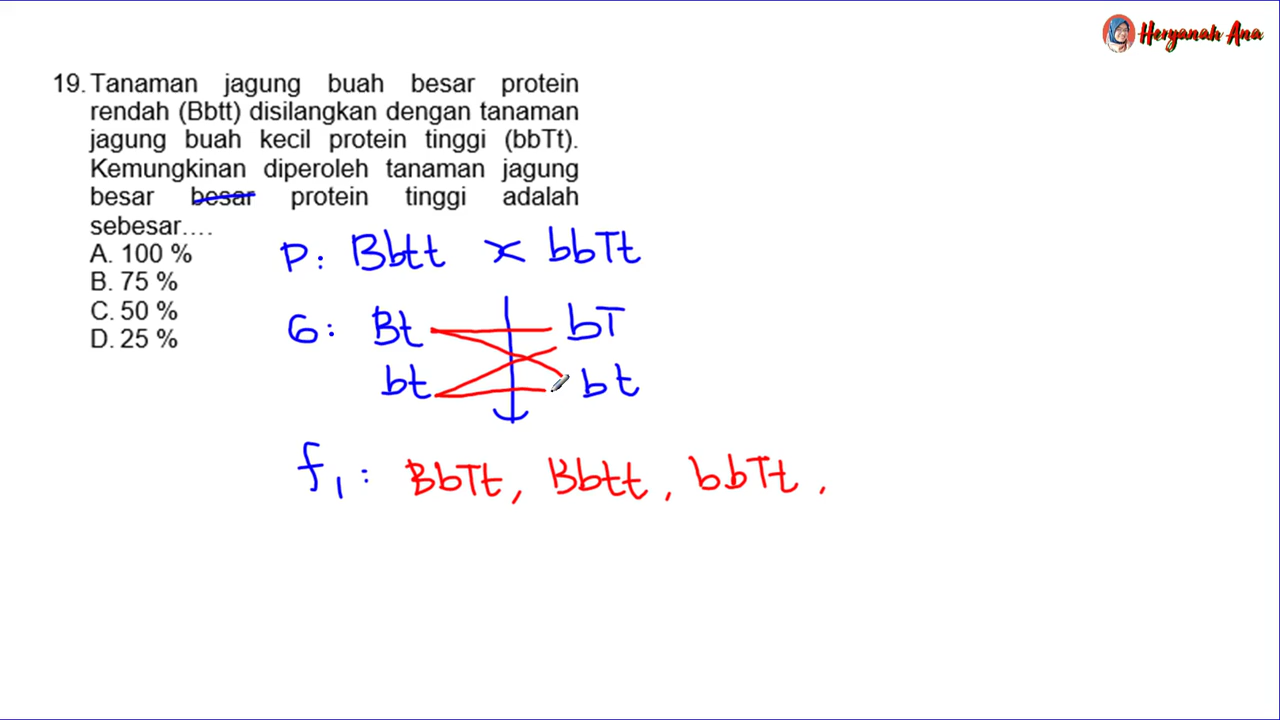 Heryanah Ana
19. Tanaman jagung buah besar protein
rendah (Bbtt) disilangkan dengan tanaman
jagung buah kecil protein tinggi (bbTt).
Kemungkinan diperoleh tanaman jagung
besar besar protein tinggi adalah
sebesar....
A. 100 %
B. 75 %
C. 50 %
D. 25 %
P: Bbtt x bbTt
G: Bt bT
bt bt
f1: BbTt, Bbtt, bbTt,